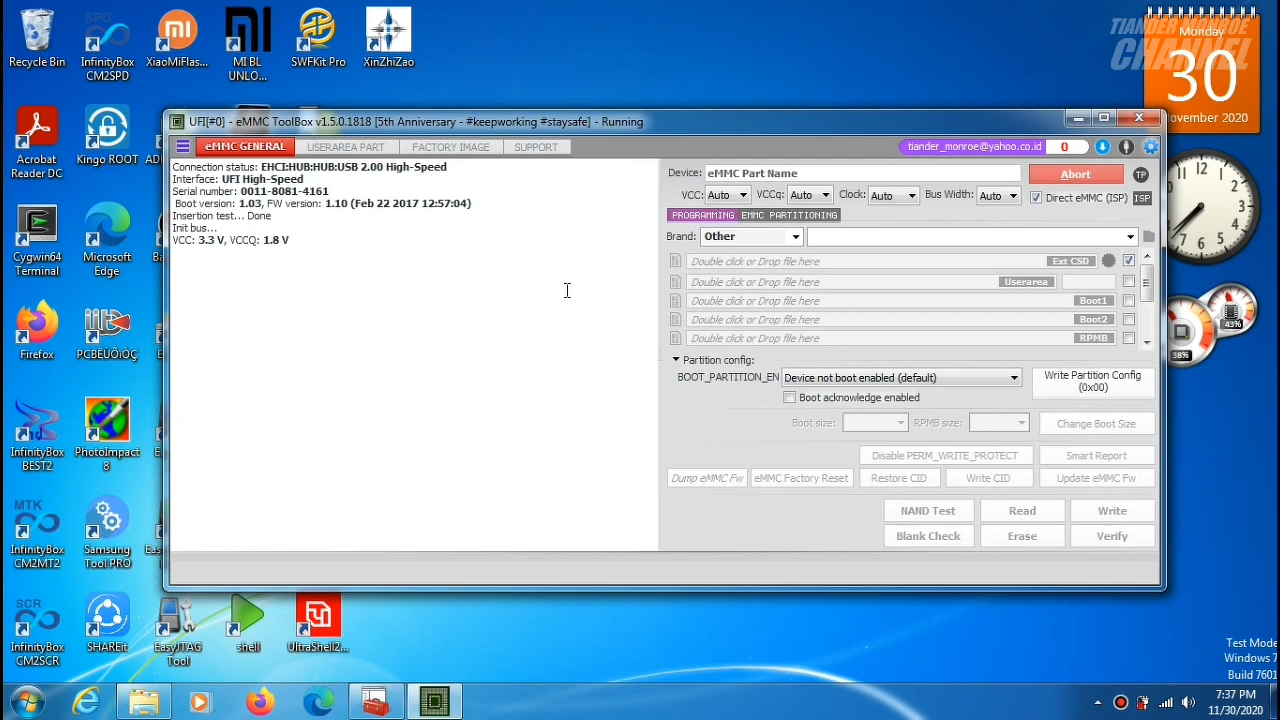 Recycle Bin
InfinityBox
CM2SPD
XiaoMiFlas...
MI BL
UNLO...
SWFKit Pro
XinZhiZao
TIANDER MONROE
CHANNEL
Monday
30
November 2020
Acrobat
Reader DC
Kingo ROOT
Cygwin64
Terminal
Microsoft
Edge
Firefox
PCBËÙÖÇ
InfinityBox
BEST2
PhotoImpact
8
MTK
InfinityBox
CM2MT2
Samsung
Tool PRO
SCR
InfinityBox
CM2SCR
SHAREit
EasyJTAG
Tool
shell
UltraShell2...
UFI[#0] - eMMC ToolBox v1.5.0.1818 [5th Anniversary - #keepworking #staysafe] - Running
eMMC GENERAL
USERAREA PART
FACTORY IMAGE
SUPPORT
tiander_monroe@yahoo.co.id
0
Connection status: EHCI:HUB:HUB:USB 2.00 High-Speed
Interface: UFI High-Speed
Serial number: 0011-8081-4161
Boot version: 1.03, FW version: 1.10 (Feb 22 2017 12:57:04)
Insertion test... Done
Init bus...
VCC: 3.3 V, VCCQ: 1.8 V
Device: eMMC Part Name
Abort
TP
VCC: Auto VCCq: Auto Clock: Auto Bus Width: Auto Direct eMMC (ISP) ISP
PROGRAMMING EMMC PARTITIONING
Brand: Other
Double click or Drop file here Ext CSD
Double click or Drop file here Userarea
Double click or Drop file here Boot1
Double click or Drop file here Boot2
Double click or Drop file here RPMB
Partition config:
BOOT_PARTITION_EN Device not boot enabled (default)
Write Partition Config
(0x00)
Boot acknowledge enabled
Boot size: RPMB size: Change Boot Size
Disable PERM_WRITE_PROTECT Smart Report
Dump eMMC Fw eMMC Factory Reset Restore CID Write CID Update eMMC Fw
NAND Test Read Write
Blank Check Erase Verify
43%
38%
Test Mode
Windows 7
Build 7601
7:37 PM
11/30/2020